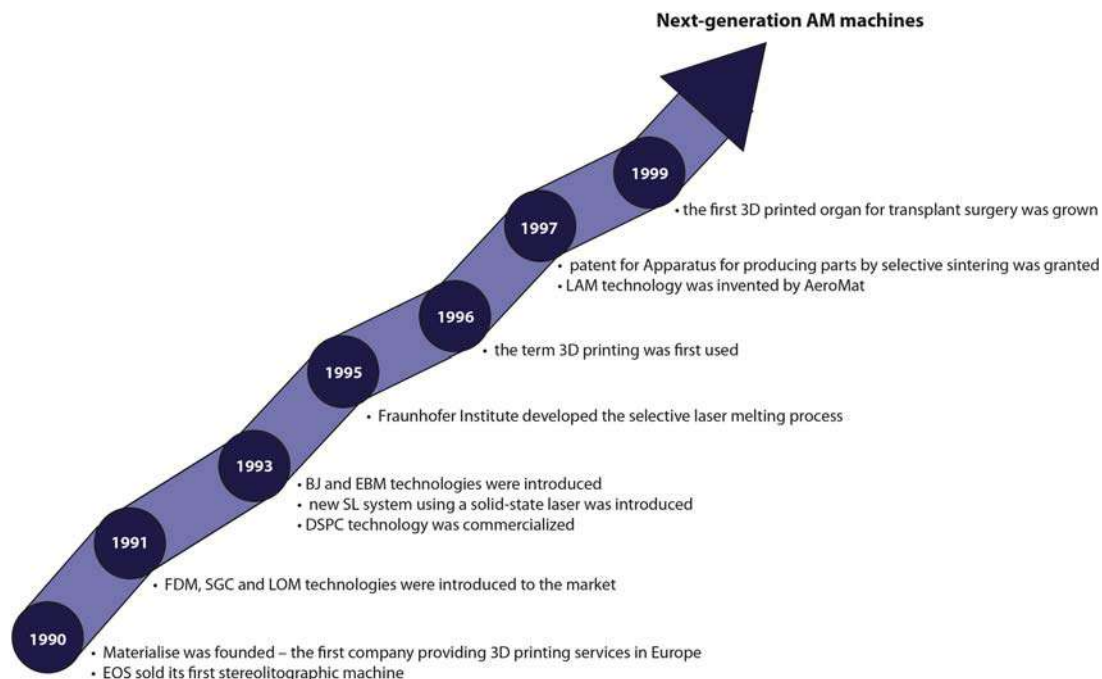 Next-generation AM machines
1999
• the first 3D printed organ for transplant surgery was grown
1997
• patent for Apparatus for producing parts by selective sintering was granted
• LAM technology was invented by AeroMat
1996
• the term 3D printing was first used
1995
• Fraunhofer Institute developed the selective laser melting process
1993
• BJ and EBM technologies were introduced
• new SL system using a solid-state laser was introduced
• DSPC technology was commercialized
1991
• FDM, SGC and LOM technologies were introduced to the market
1990
• Materialise was founded – the first company providing 3D printing services in Europe
• EOS sold its first stereolitographic machine